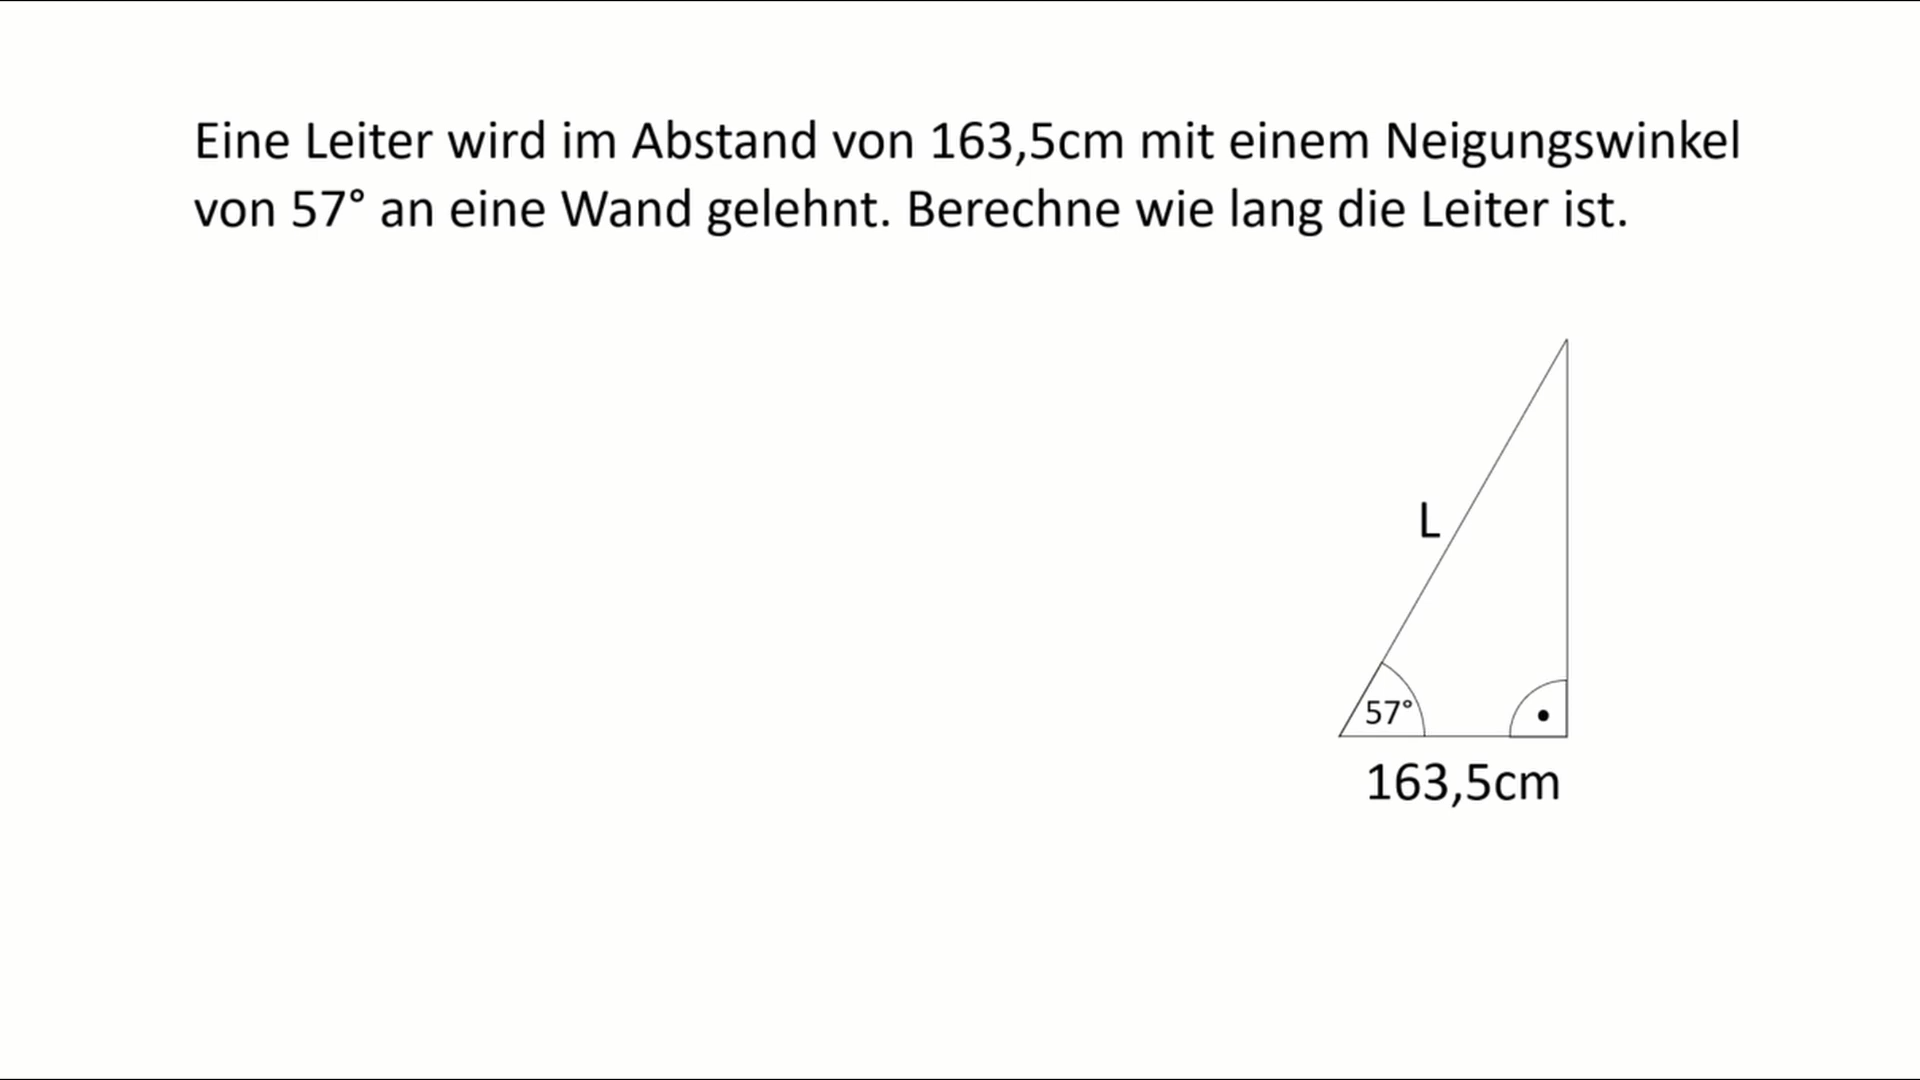 Eine Leiter wird im Abstand von 163,5cm mit einem Neigungswinkel
von 57° an eine Wand gelehnt. Berechne wie lang die Leiter ist.
L
57°
163,5cm